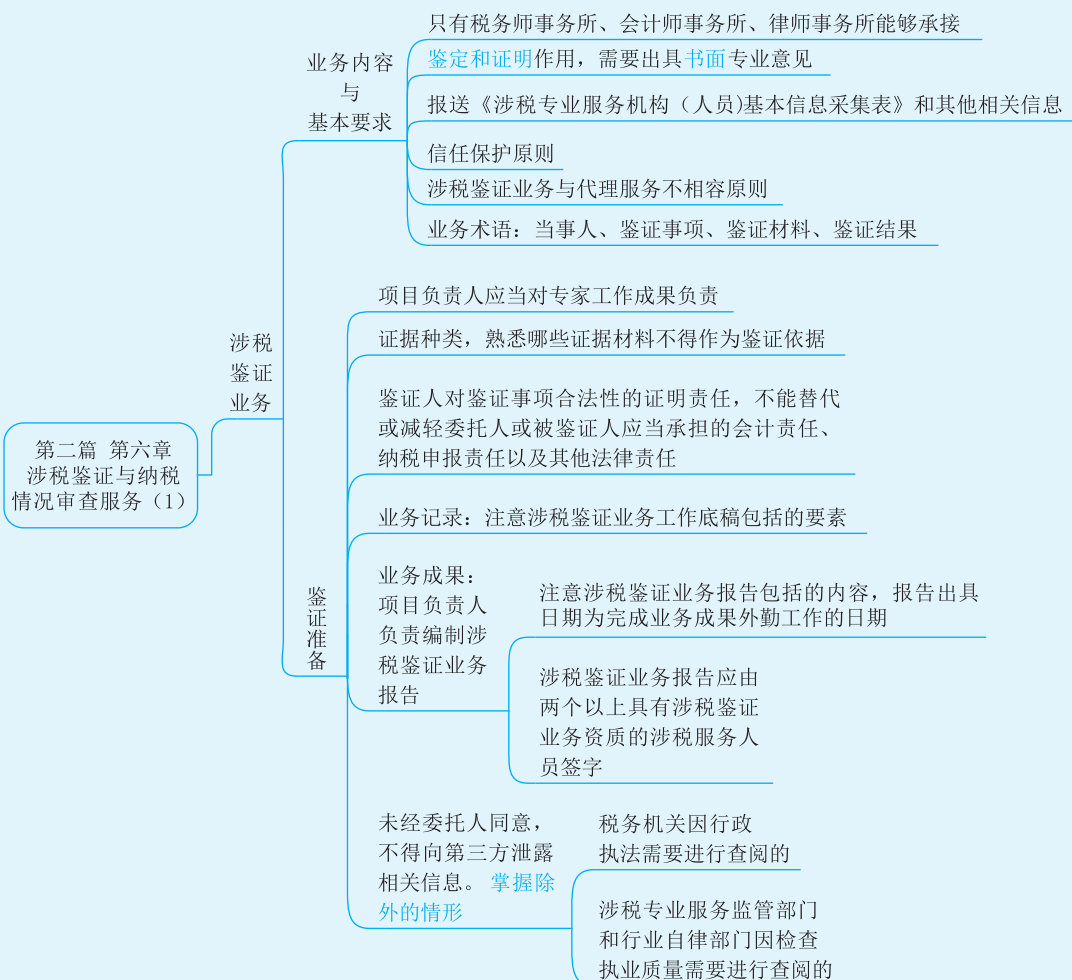 第二篇 第六章
涉税鉴证与纳税
情况审查服务（1）
涉税
鉴证
业务
业务内容
与
基本要求
只有税务师事务所、会计师事务所、律师事务所能够承接
鉴定和证明作用，需要出具书面专业意见
报送《涉税专业服务机构（人员)基本信息采集表》和其他相关信息
信任保护原则
涉税鉴证业务与代理服务不相容原则
业务术语：当事人、鉴证事项、鉴证材料、鉴证结果
鉴
证
准
备
项目负责人应当对专家工作成果负责
证据种类，熟悉哪些证据材料不得作为鉴证依据
鉴证人对鉴证事项合法性的证明责任，不能替代
或减轻委托人或被鉴证人应当承担的会计责任、
纳税申报责任以及其他法律责任
业务记录：注意涉税鉴证业务工作底稿包括的要素
业务成果：
项目负责人
负责编制涉
税鉴证业务
报告
注意涉税鉴证业务报告包括的内容，报告出具
日期为完成业务成果外勤工作的日期
涉税鉴证业务报告应由
两个以上具有涉税鉴证
业务资质的涉税服务人
员签字
未经委托人同意，
不得向第三方泄露
相关信息。掌握除
外的情形
税务机关因行政
执法需要进行查阅的
涉税专业服务监管部门
和行业自律部门因检查
执业质量需要进行查阅的